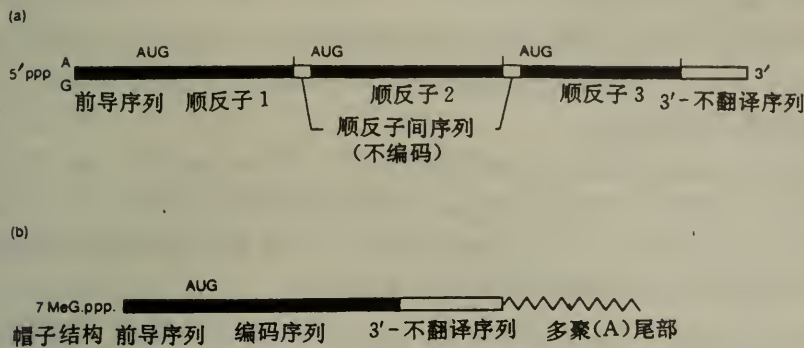 (a)
AUG AUG AUG
5′ppp A G 3′
前导序列 顺反子1 顺反子2 顺反子3 3′-不翻译序列
顺反子间序列
(不编码)
(b)
AUG
7 MeG.ppp.
帽子结构 前导序列 编码序列 3′-不翻译序列 多聚(A)尾部